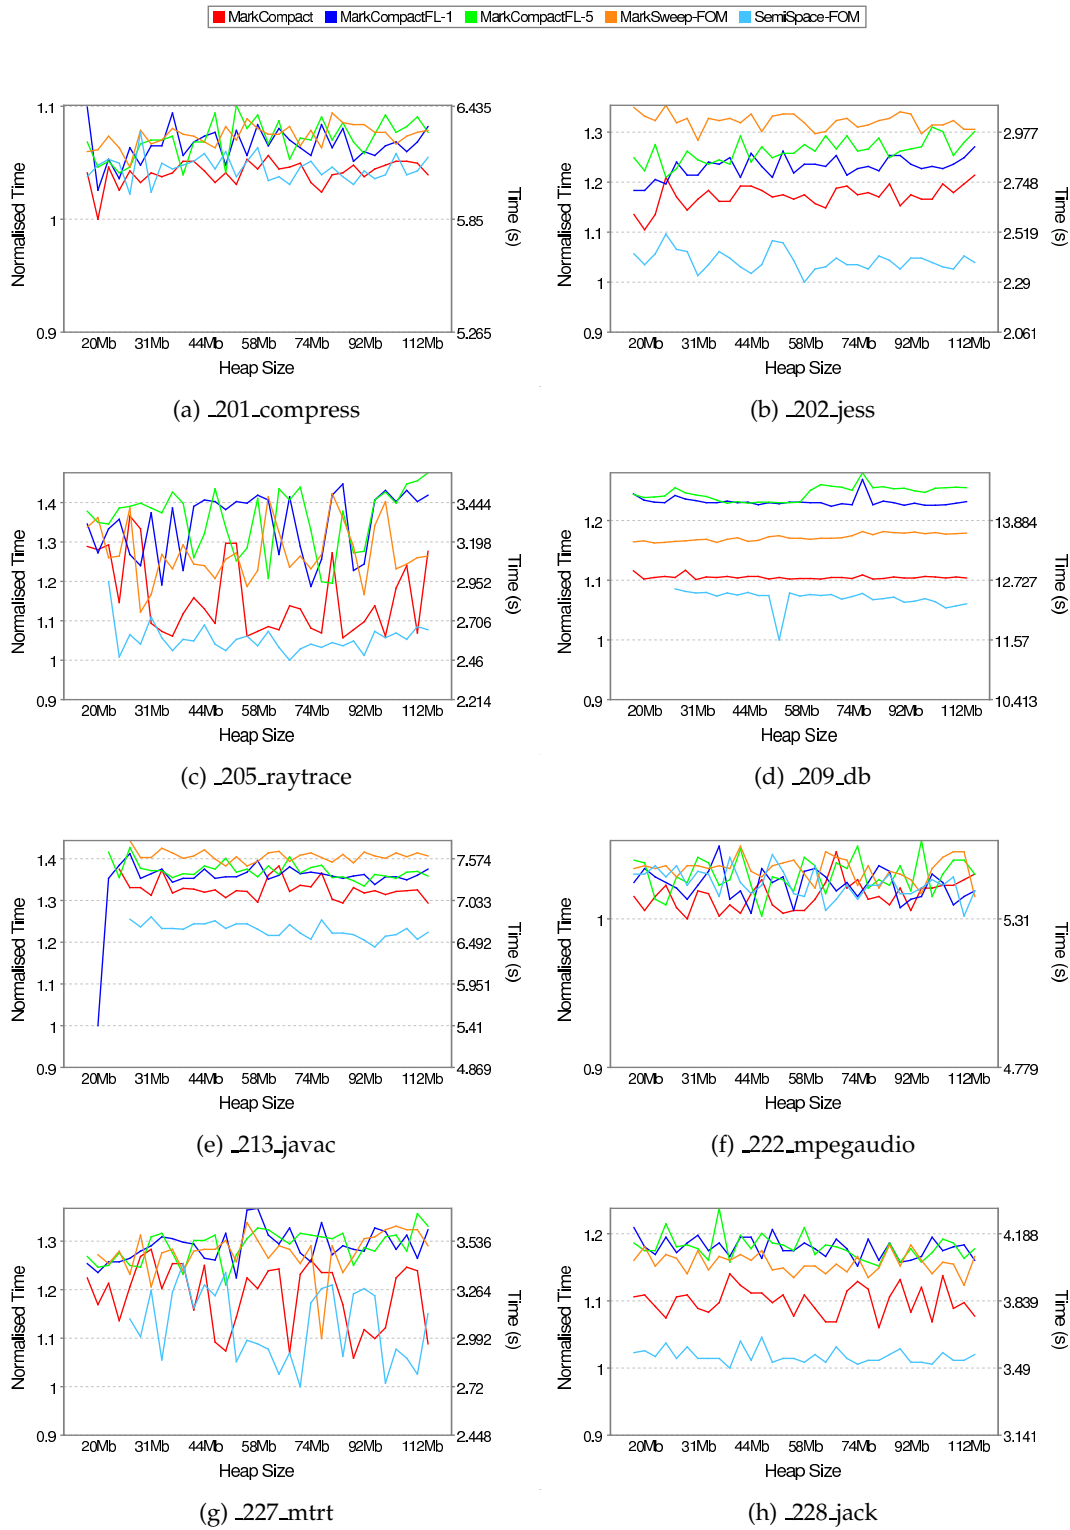 MarkCompact MarkCompactFL-1 MarkCompactFL-5 MarkSweep-FOM SemiSpace-FOM
1.1 6.435
1 5.85
0.9 5.265
Normalised Time
Time (s)
20Mb 31Mb 44Mb 58Mb 74Mb 92Mb 112Mb
Heap Size
(a) _201_compress
1.3 2.977
1.2 2.748
1.1 2.519
1 2.29
0.9 2.061
Normalised Time
Time (s)
20Mb 31Mb 44Mb 58Mb 74Mb 92Mb 112Mb
Heap Size
(b) _202_jess
1.4 3.444
1.3 3.198
1.2 2.952
1.1 2.706
1 2.46
0.9 2.214
Normalised Time
Time (s)
20Mb 31Mb 44Mb 58Mb 74Mb 92Mb 112Mb
Heap Size
(c) _205_raytrace
1.2 13.884
1.1 12.727
1 11.57
0.9 10.413
Normalised Time
Time (s)
20Mb 31Mb 44Mb 58Mb 74Mb 92Mb 112Mb
Heap Size
(d) _209_db
1.4 7.574
1.3 7.033
1.2 6.492
1.1 5.951
1 5.41
0.9 4.869
Normalised Time
Time (s)
20Mb 31Mb 44Mb 58Mb 74Mb 92Mb 112Mb
Heap Size
(e) _213_javac
1 5.31
0.9 4.779
Normalised Time
Time (s)
20Mb 31Mb 44Mb 58Mb 74Mb 92Mb 112Mb
Heap Size
(f) _222_mpegaudio
1.3 3.536
1.2 3.264
1.1 2.992
1 2.72
0.9 2.448
Normalised Time
Time (s)
20Mb 31Mb 44Mb 58Mb 74Mb 92Mb 112Mb
Heap Size
(g) _227_mtrt
1.2 4.188
1.1 3.839
1 3.49
0.9 3.141
Normalised Time
Time (s)
20Mb 31Mb 44Mb 58Mb 74Mb 92Mb 112Mb
Heap Size
(h) _228_jack